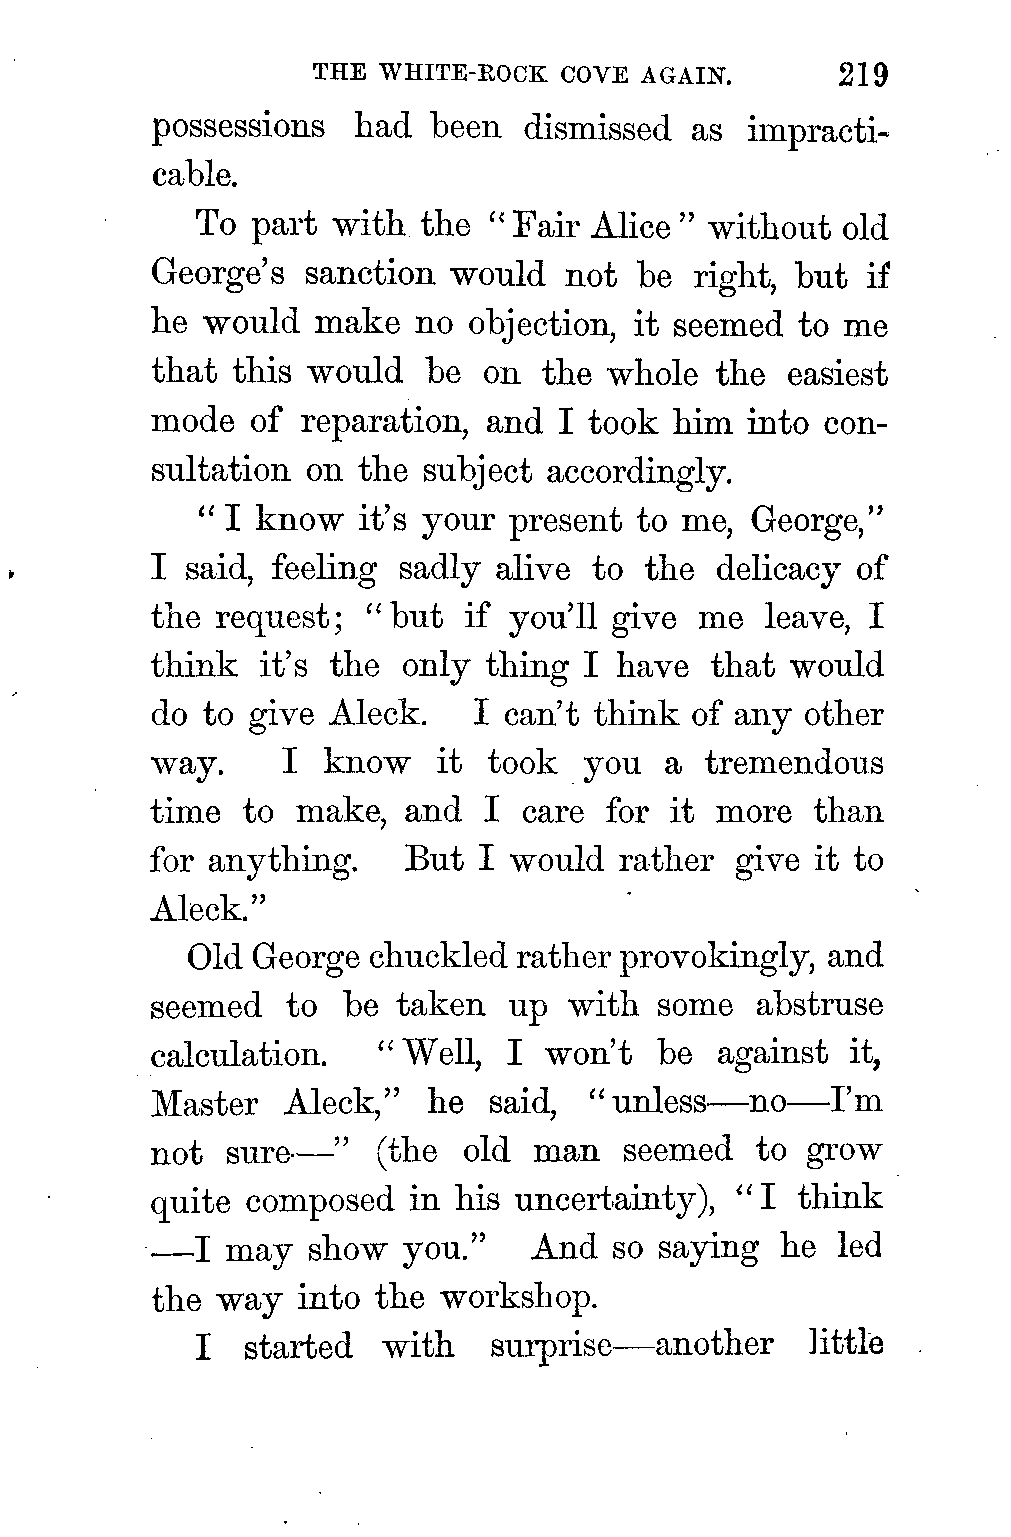 THE WHITE-ROCK COVE AGAIN. 219
possessions had been dismissed as impracti-
cable.
To part with the “Fair Alice” without old
George’s sanction would not be right, but if
he would make no objection, it seemed to me
that this would be on the whole the easiest
mode of reparation, and I took him into con-
sultation on the subject accordingly.
“I know it’s your present to me, George,”
I said, feeling sadly alive to the delicacy of
the request; “but if you’ll give me leave, I
think it’s the only thing I have that would
do to give Aleck. I can’t think of any other
way. I know it took you a tremendous
time to make, and I care for it more than
for anything. But I would rather give it to
Aleck.”
Old George chuckled rather provokingly, and
seemed to be taken up with some abstruse
calculation. “Well, I won’t be against it,
Master Aleck,” he said, “unless—no—I’m
not sure—” (the old man seemed to grow
quite composed in his uncertainty), “I think
—I may show you.” And so saying he led
the way into the workshop.
I started with surprise—another little